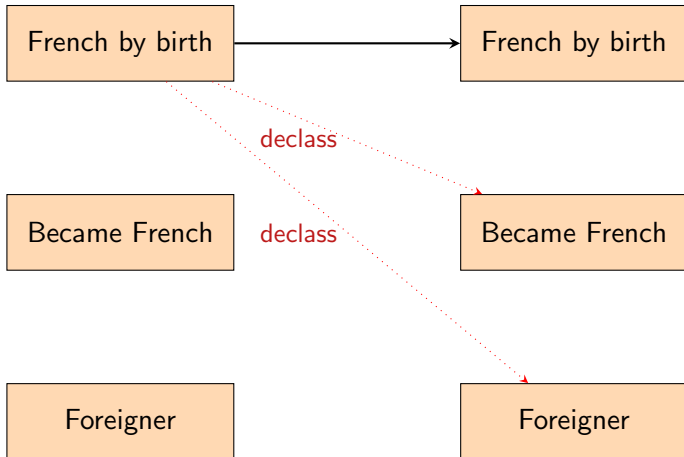 French by birth
French by birth
declass
Became French
declass
Became French
Foreigner
Foreigner